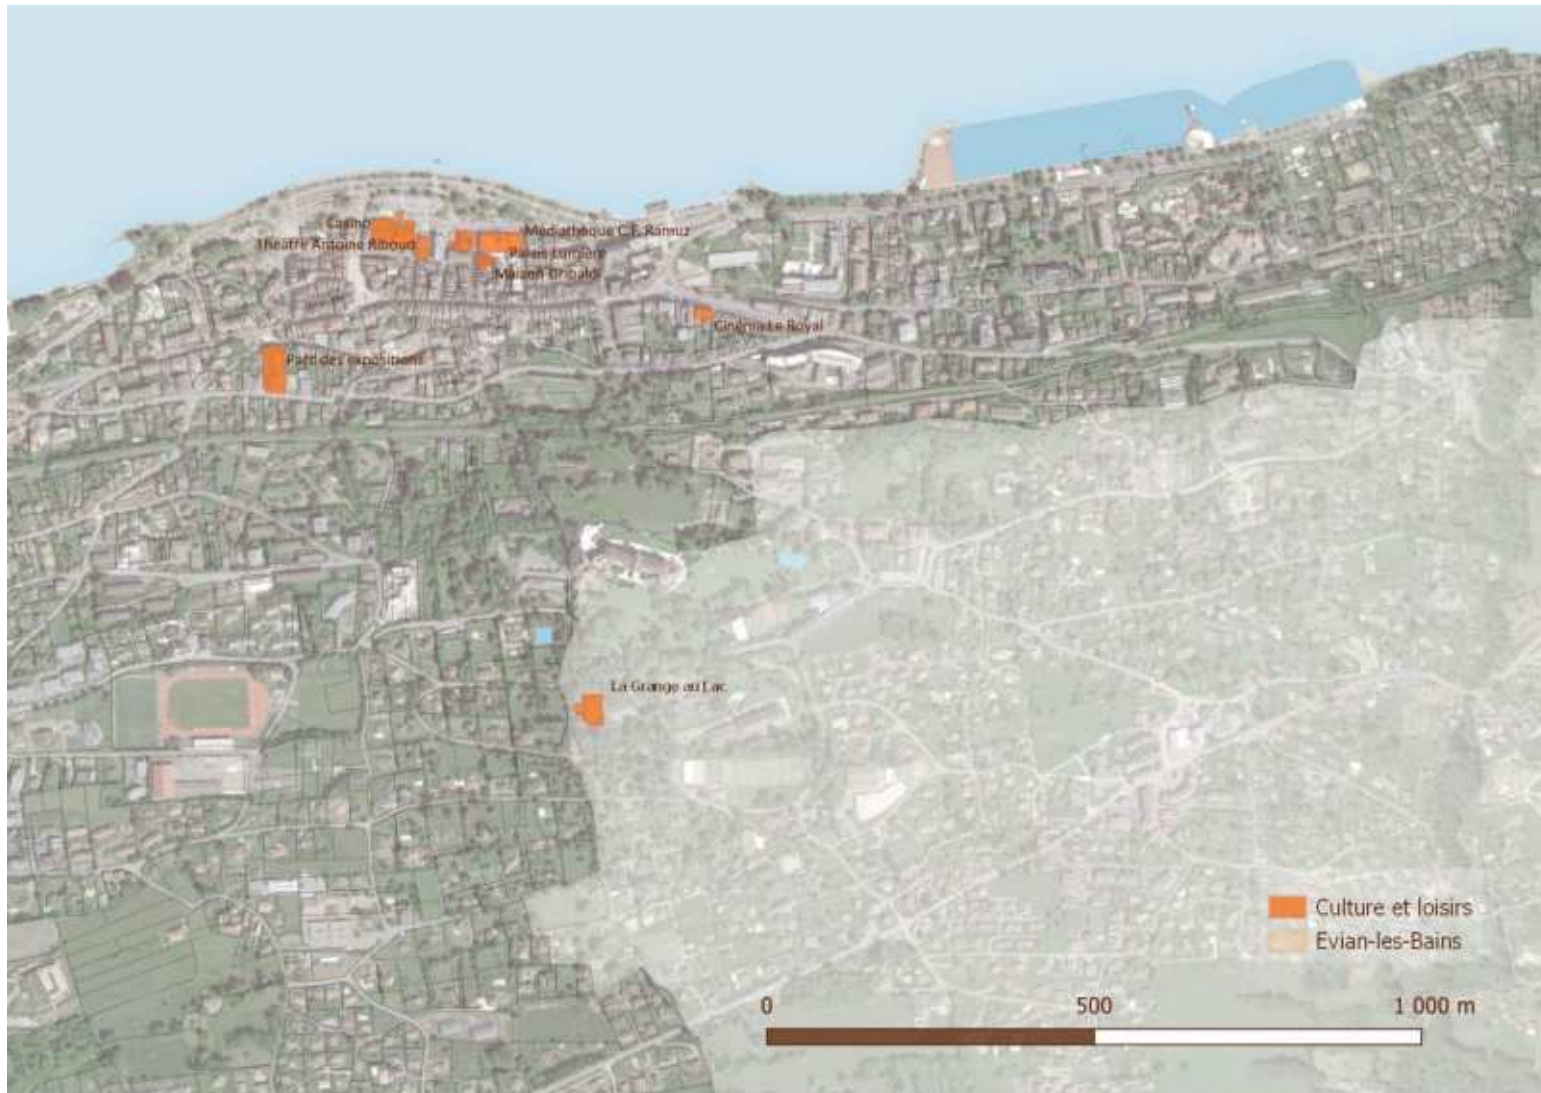 Casino
Théâtre Antoine Riboud
Médiathèque C.F. Ramuz
Palais Lumière
Maison Gribaldi
Cinéma Le Royal
Parc des expositions
La Grange au Lac
Culture et loisirs
Evian-les-Bains
0 500 1 000 m